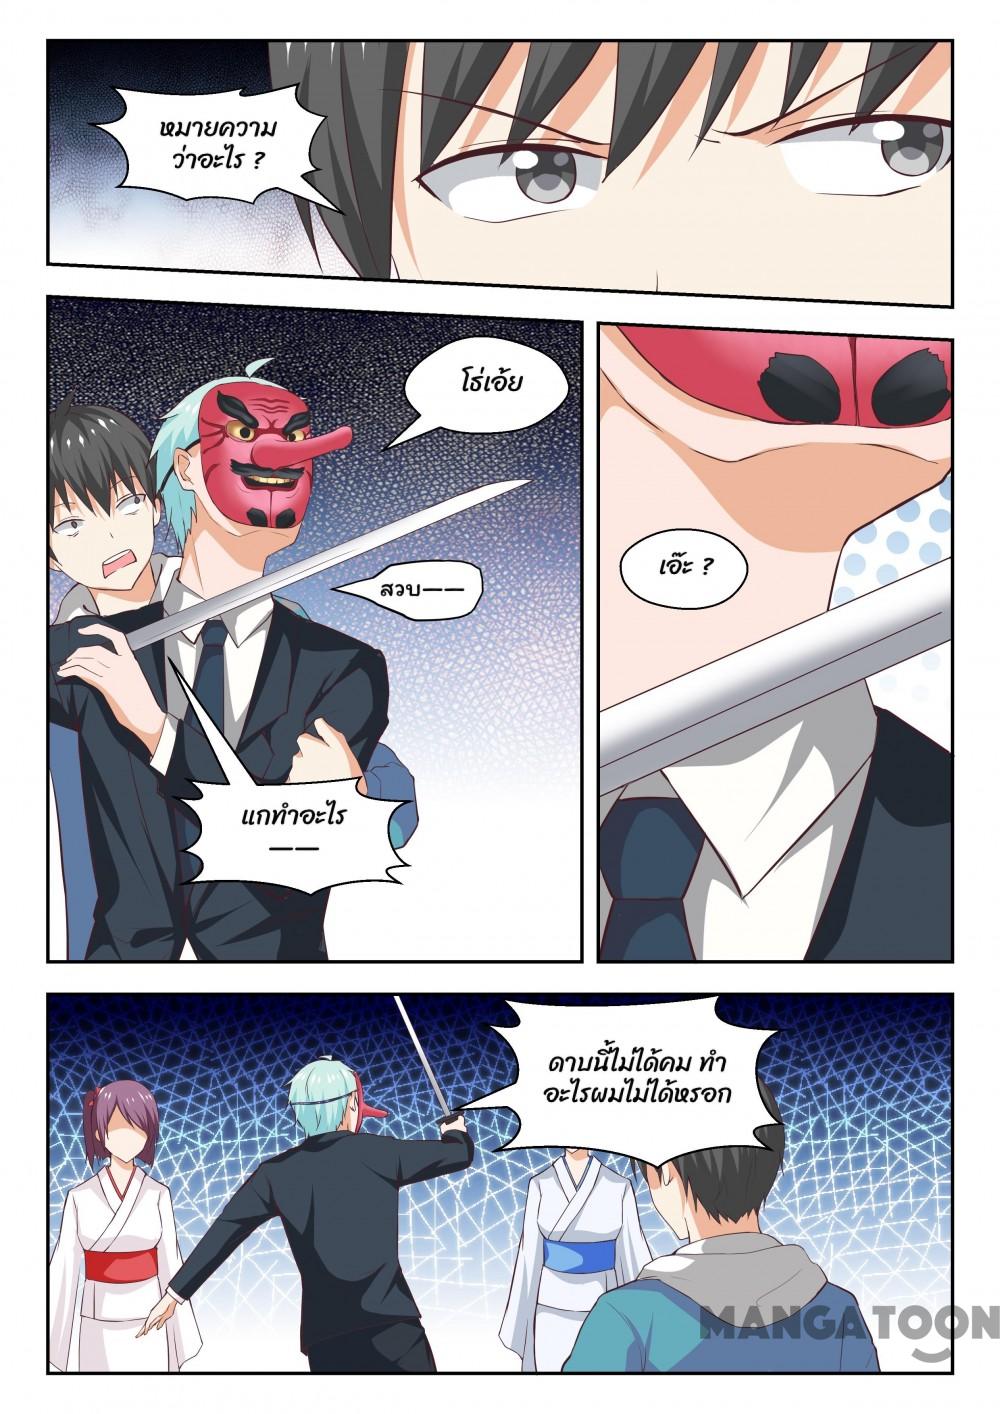 หมายความ
ว่าอะไร ?
โธ่เอ้ย
สวบ——
แกทำอะไร
——
เอ๊ะ ?
ดาบนี้ไม่ได้คม ทำ
อะไรผมไม่ได้หรอก
MANGATOON